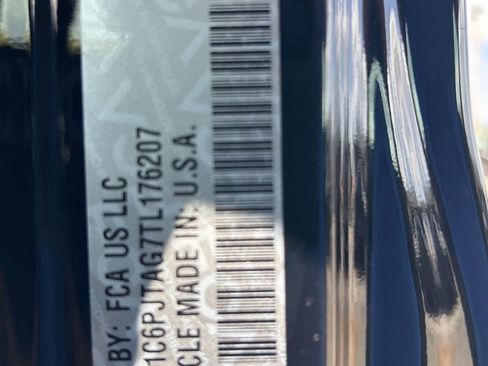 BY: FCA US LLC
1C6PJTAG7TL176207
CLE MADE IN: U.S.A.